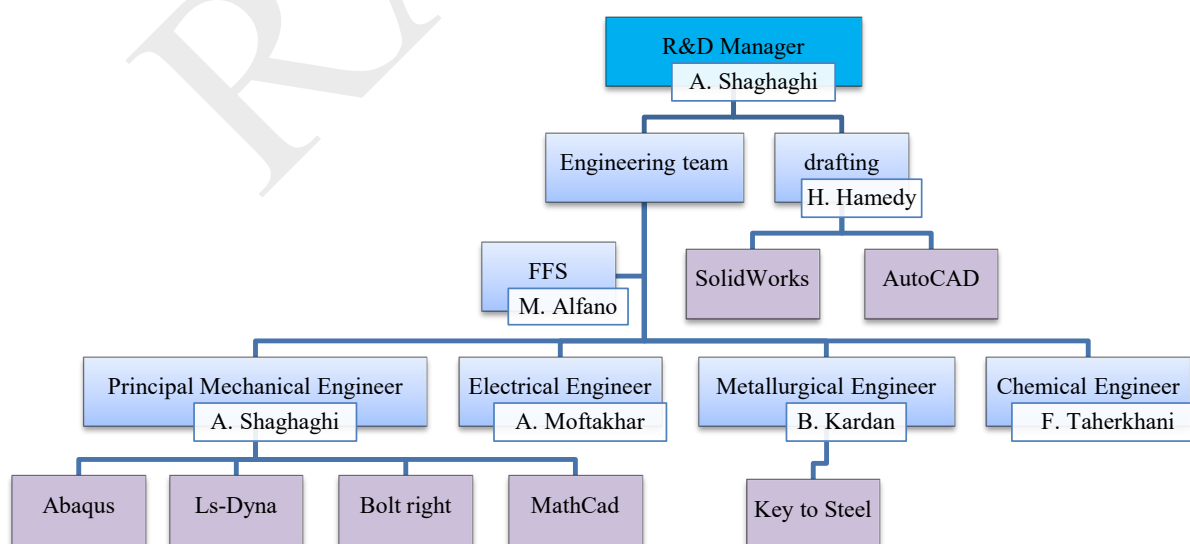 R&D Manager
A. Shaghaghi
Engineering team
drafting
H. Hamedy
FFS
M. Alfano
SolidWorks
AutoCAD
Principal Mechanical Engineer
A. Shaghaghi
Electrical Engineer
A. Moftakhar
Metallurgical Engineer
B. Kardan
Chemical Engineer
F. Taherkhani
Abaqus
Ls-Dyna
Bolt right
MathCad
Key to Steel